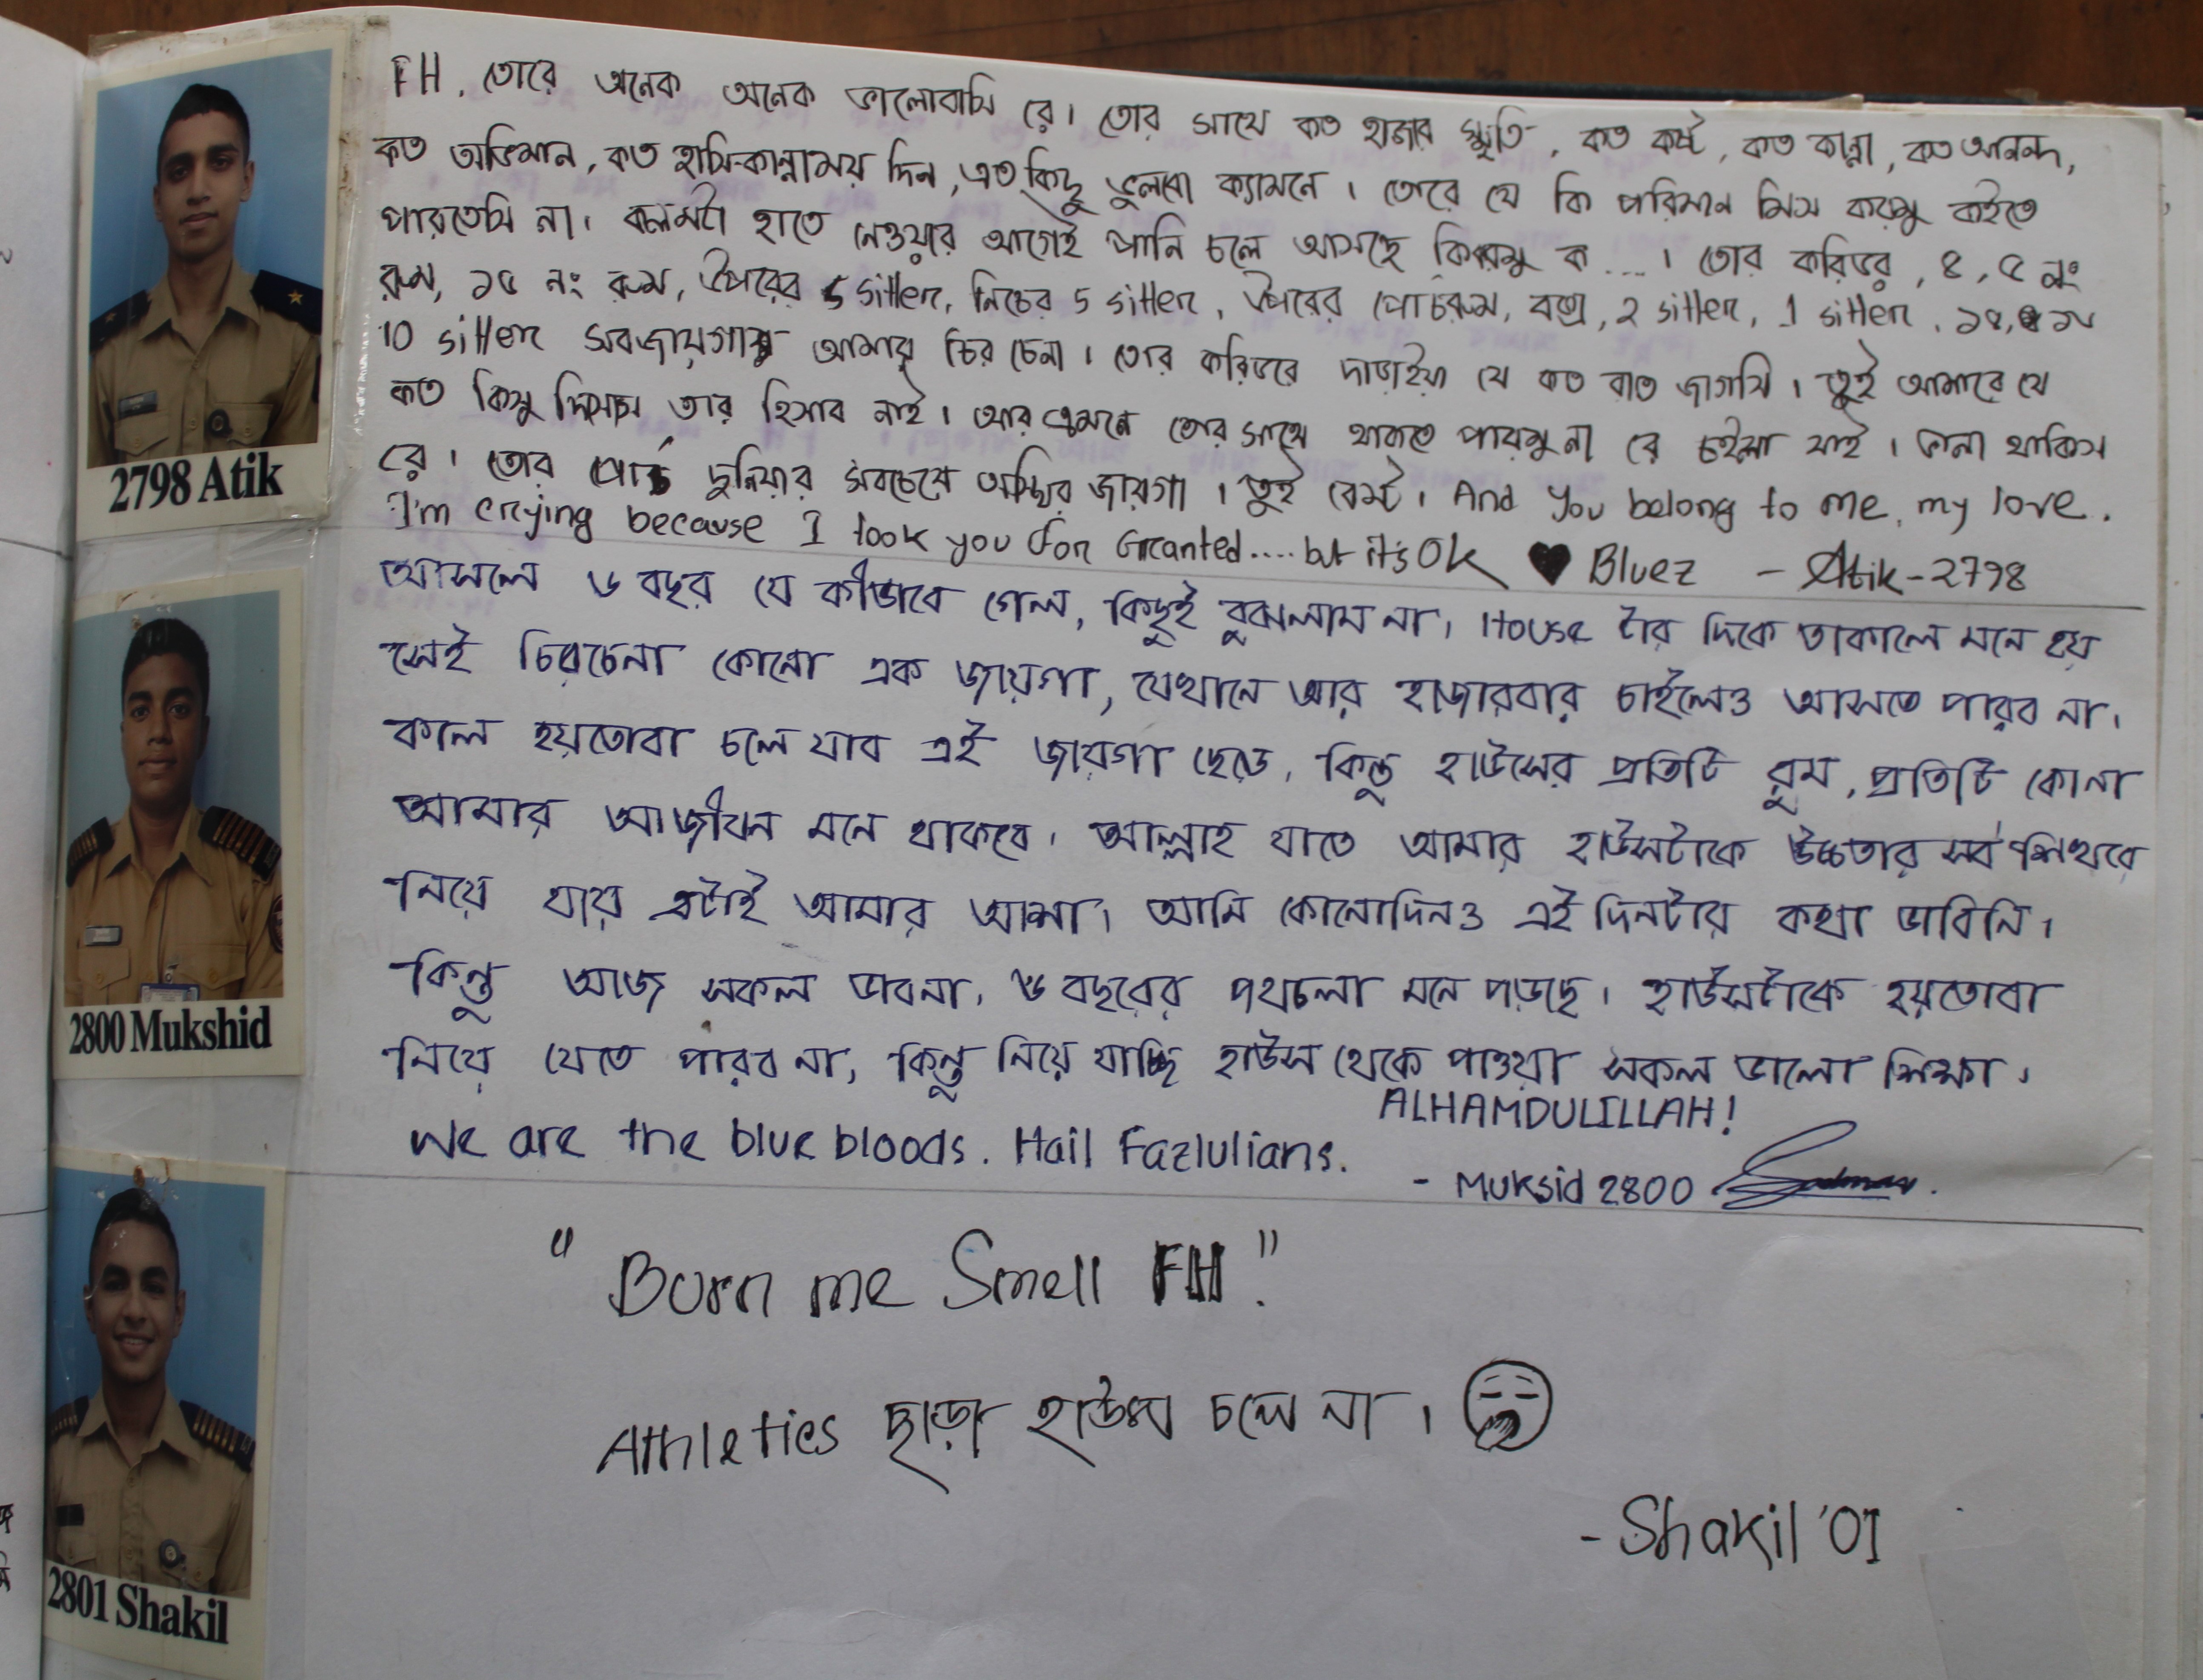 FH, তোরে অনেক অনেক ভালোবাসি রে। তোর সাথে কত হাজার স্মৃতি, কত কষ্ট, কত কান্না, কত আনন্দ,
কত অভিমান, কত হাসি-কান্নাময় দিন, এত কিছু ভুলবো ক্যামনে। তোরে যে কি পরিমান মিস করমু কইতে
পারতেসি না। কলমটা হাতে নেওয়ার আগেই পানি চলে আসছে কিকরমু ক....। তোর করিডর, ৪, ৫ নং
রুম, ১৫ নং রুম, উপরের 5 sitter, নিচের 5 sitter, উপরের পোর্চরুম, বক্স, 2 sitter, 1 sitter, ১৪,
10 sitter সবজায়গায় আমার চির চেনা। তোর করিডরে দাড়াইয়া যে কত রাত জাগসি। তুই আমারে যে
কত কিসু দিসস তার হিসাব নাই। আর এমনে তোর সাথে থাকতে পারমু না রে চইলা যাই। ভালা থাকিস
রে। তোর পোর্চ দুনিয়ার সবচেয়ে অস্থির জায়গা। তুই বেস্ট। And you belong to me, my love.
I'm crying because I took you for Granted.... but it's Ok ♥ Bluez - Atik-2798
2798 Atik
আসলে ৬ বছর যে কীভাবে গেল, কিছুই বুঝলাম না। House টার দিকে তাকালে মনে হয়
সেই চিরচেনা কোনো এক জায়গা, যেখানে আর হাজারবার চাইলেও আসতে পারব না।
কাল হয়তোবা চলে যাব এই জায়গা ছেড়ে, কিন্তু হাউসের প্রতিটি রুম, প্রতিটি কোনা
আমার আজীবন মনে থাকবে। আল্লাহ যাতে আমার হাউসটাকে উচ্চতার সর্ব শিখরে
নিয়ে যায় এটাই আমার আশা। আমি কোনোদিনও এই দিনটার কথা ভাবিনি।
কিন্তু আজ সকল ভাবনা, ৬ বছরের পথচলা মনে পড়ছে। হাউসটাকে হয়তোবা
নিয়ে যেতে পারব না, কিন্তু নিয়ে যাচ্ছি হাউস থেকে পাওয়া সকল ভালো শিক্ষা।
ALHAMDULILLAH!
We are the blue bloods. Hail Fazlulians.
- Muksid 2800
2800 Mukshid
"Burn me Smell FH."
Athletics ছাড়া হাউস চলে না।
- Shakil '01
2801 Shakil